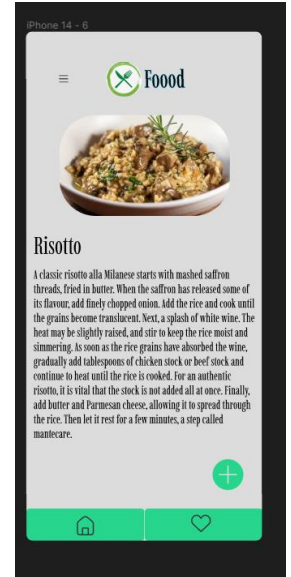 iPhone 14 - 6
Foood
Risotto
A classic risotto alla Milanese starts with mashed saffron
threads, fried in butter. When the saffron has released some of
its flavour, add finely chopped onion. Add the rice and cook until
the grains become translucent. Next, a splash of white wine. The
heat may be slightly raised, and stir to keep the rice moist and
simmering. As soon as the rice grains have absorbed the wine,
gradually add tablespoons of chicken stock or beef stock and
continue to heat until the rice is cooked. For an authentic
risotto, it is vital that the stock is not added all at once. Finally,
add butter and Parmesan cheese, allowing it to spread through
the rice. Then let it rest for a few minutes, a step called
mantecare.